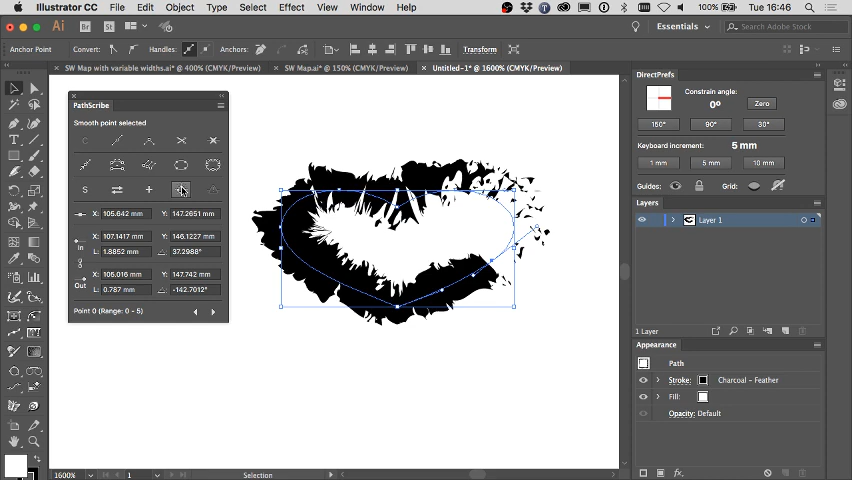 Illustrator CC File Edit Object Type Select Effect View Window Help 100% Tue 16:46
Ai Br St Essentials Search Adobe Stock
Anchor Point Convert: Handles: Anchors: Transform
SW Map with variable widths.ai* @ 400% (CMYK/Preview) SW Map.ai* @ 150% (CMYK/Preview) Untitled-1* @ 1600% (CMYK/Preview)
PathScribe
Smooth point selected
S
X: 105.642 mm Y: 147.2651 mm
X: 107.1417 mm Y: 146.1227 mm
In
L: 1.8852 mm 37.2988°
X: 105.016 mm Y: 147.742 mm
Out
L: 0.787 mm -142.7012°
Point 0 (Range: 0 - 5)
DirectPrefs
Constrain angle:
0° Zero
150° 90° 30°
Keyboard increment: 5 mm
1 mm 5 mm 10 mm
Guides: Grid:
Layers
Layer 1
1 Layer
Appearance
Path
Stroke: Charcoal - Feather
Fill:
Opacity: Default
fx
1600% 1 Selection